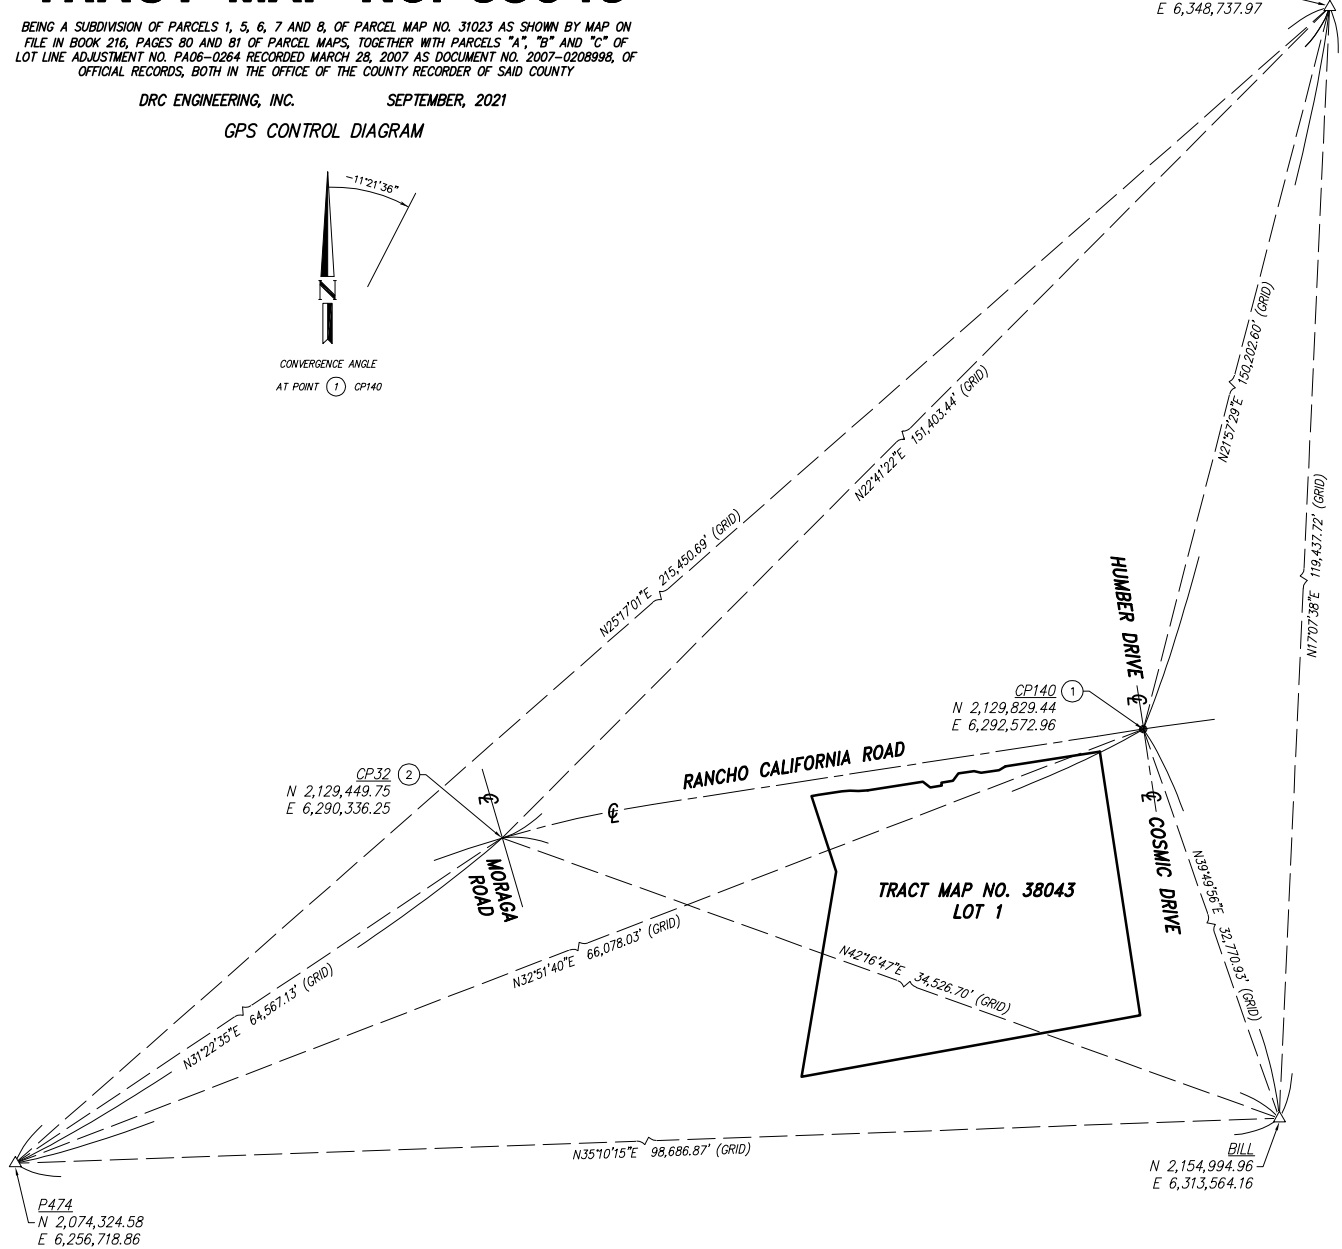 TRACT MAP NO. 38043
BEING A SUBDIVISION OF PARCELS 1, 5, 6, 7 AND 8, OF PARCEL MAP NO. 31023 AS SHOWN BY MAP ON
FILE IN BOOK 216, PAGES 80 AND 81 OF PARCEL MAPS, TOGETHER WITH PARCELS "A", "B" AND "C" OF
LOT LINE ADJUSTMENT NO. PA06-0264 RECORDED MARCH 28, 2007 AS DOCUMENT NO. 2007-0208998, OF
OFFICIAL RECORDS, BOTH IN THE OFFICE OF THE COUNTY RECORDER OF SAID COUNTY
DRC ENGINEERING, INC. SEPTEMBER, 2021
GPS CONTROL DIAGRAM
-11°21'36"
N
CONVERGENCE ANGLE
AT POINT 1 CP140
E 6,348,737.97
N21°57'29"E 150,202.60' (GRID)
N22°41'22"E 151,403.44' (GRID)
N25°17'01"E 215,450.69' (GRID)
N17°07'38"E 119,437.72' (GRID)
HUMBER DRIVE ℄
CP140 1
N 2,129,829.44
E 6,292,572.96
RANCHO CALIFORNIA ROAD
℄
CP32 2
N 2,129,449.75
E 6,290,336.25
℄
MORAGA
ROAD
℄ COSMIC DRIVE
TRACT MAP NO. 38043
LOT 1
N39°49'56"E 32,770.93' (GRID)
N32°51'40"E 66,078.03' (GRID)
N42°16'47"E 34,526.70' (GRID)
N31°22'35"E 64,567.13' (GRID)
N35°10'15"E 98,686.87' (GRID)
BILL
N 2,154,994.96
E 6,313,564.16
P474
N 2,074,324.58
E 6,256,718.86